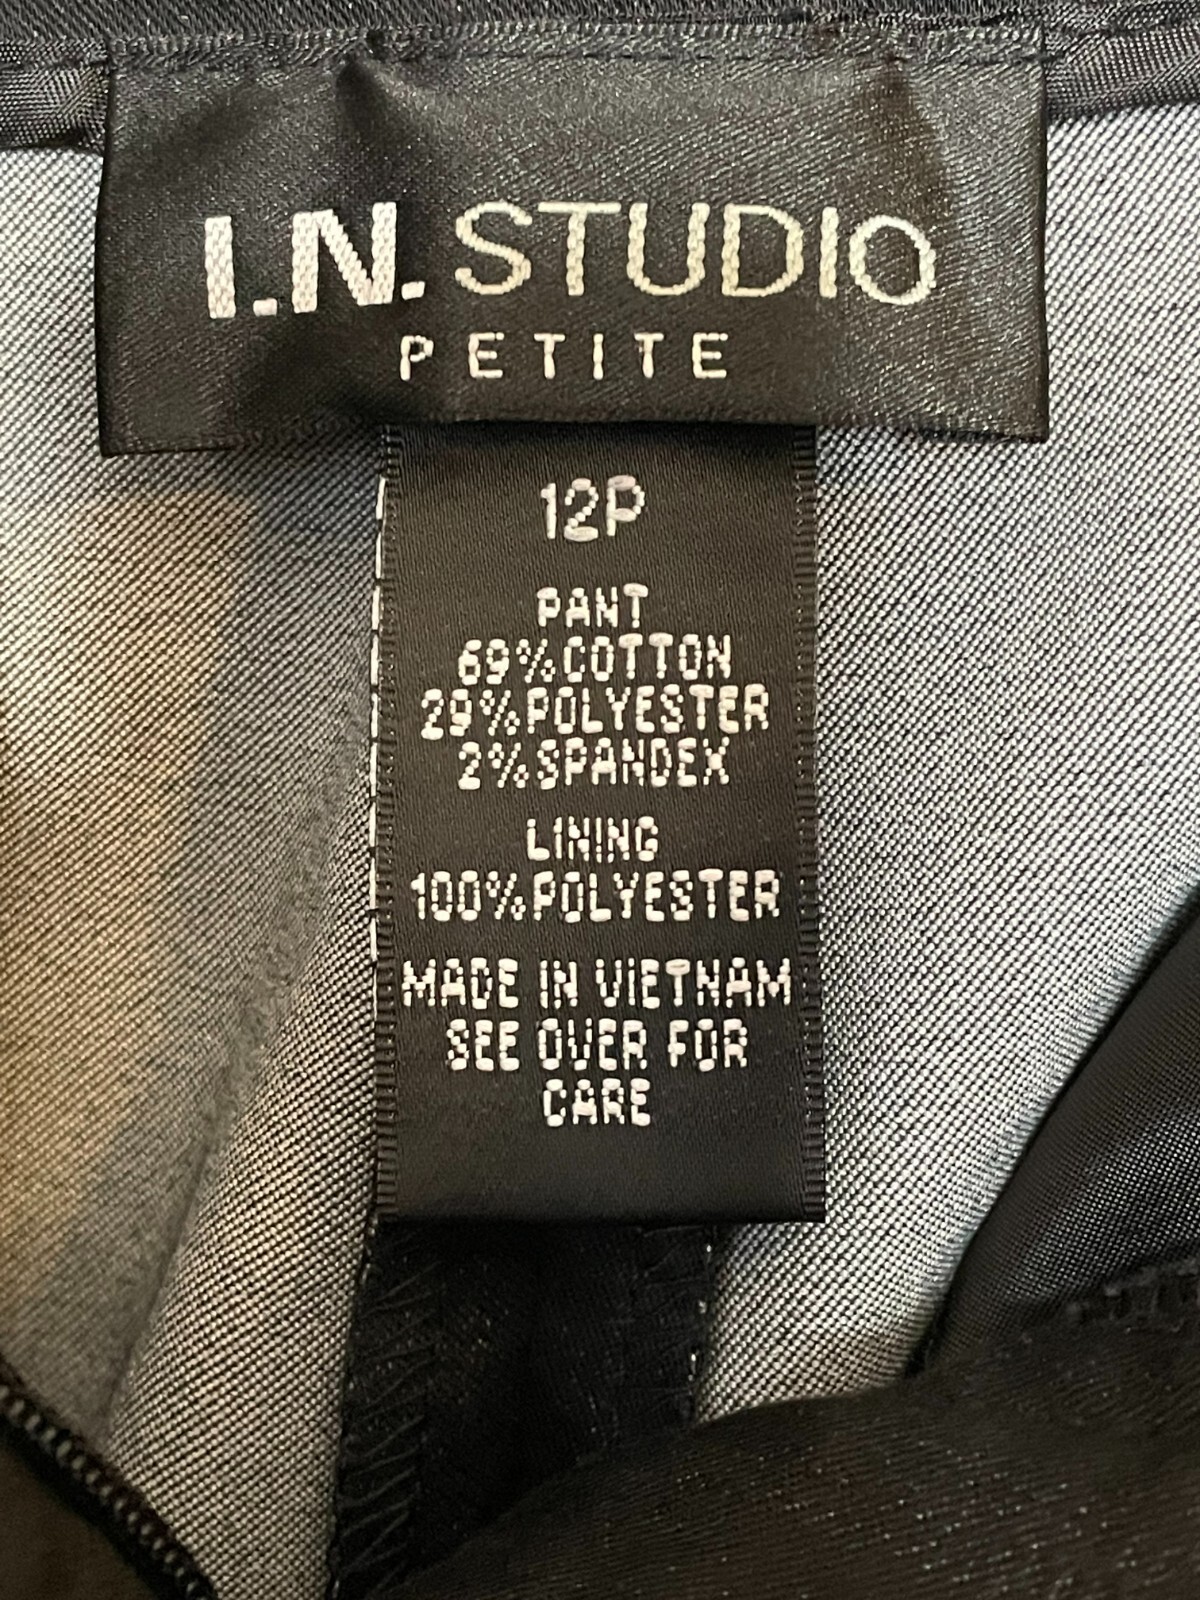 I.N. STUDIO
PETITE
12P
PANT
69% COTTON
29% POLYESTER
2% SPANDEX
LINING
100% POLYESTER
MADE IN VIETNAM
SEE OVER FOR
CARE